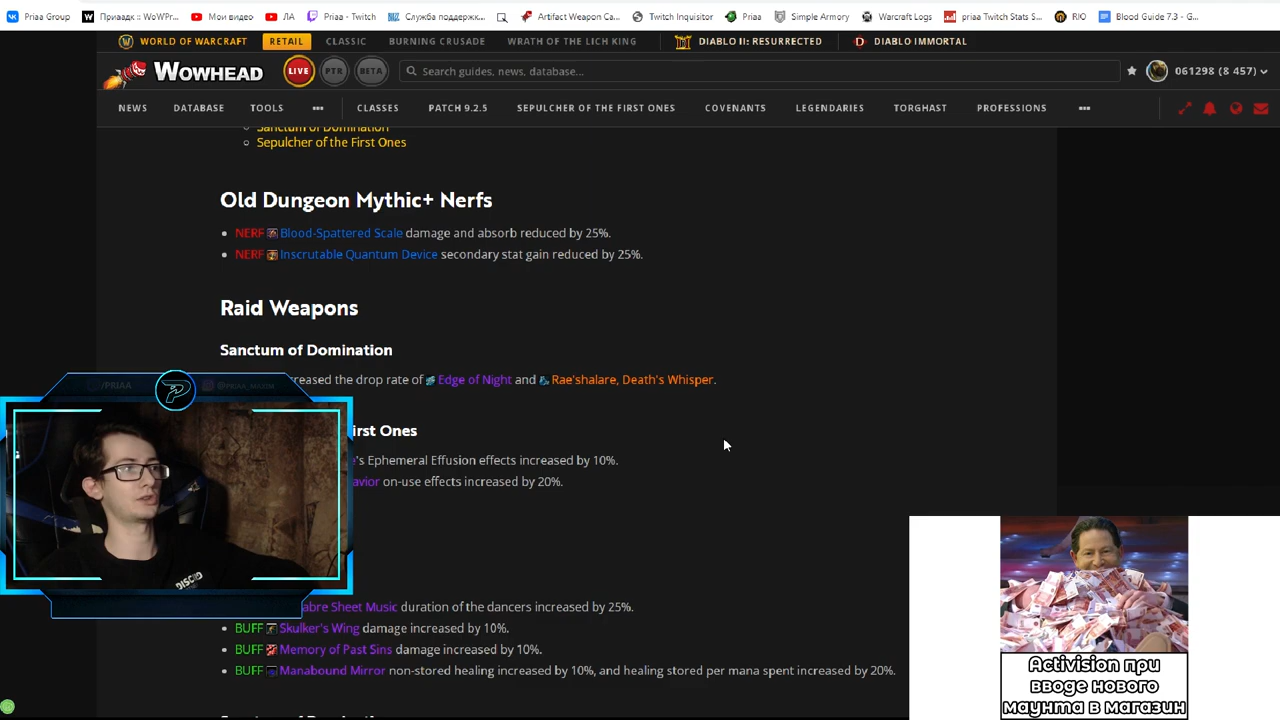 Priaa Group
Приаадк :: WoWPr...
Мои видео
ЛА
Priaa - Twitch
Служба поддержк...
Artifact Weapon Ca...
Twitch Inquisitor
Priaa
Simple Armory
Warcraft Logs
priaa Twitch Stats S...
RIO
Blood Guide 7.3 - G...
WORLD OF WARCRAFT
RETAIL
CLASSIC
BURNING CRUSADE
WRATH OF THE LICH KING
DIABLO II: RESURRECTED
DIABLO IMMORTAL
WOWHEAD
LIVE
PTR
BETA
Search guides, news, database...
061298 (8 457)
NEWS
DATABASE
TOOLS
CLASSES
PATCH 9.2.5
SEPULCHER OF THE FIRST ONES
COVENANTS
LEGENDARIES
TORGHAST
PROFESSIONS
Sanctum of Domination
Sepulcher of the First Ones
Old Dungeon Mythic+ Nerfs
NERF Blood-Spattered Scale damage and absorb reduced by 25%.
NERF Inscrutable Quantum Device secondary stat gain reduced by 25%.
Raid Weapons
Sanctum of Domination
creased the drop rate of Edge of Night and Rae'shalare, Death's Whisper.
/PRIAA
@PRIAA_MAXIM
irst Ones
e's Ephemeral Effusion effects increased by 10%.
avior on-use effects increased by 20%.
DISCORD
abre Sheet Music duration of the dancers increased by 25%.
BUFF Skulker's Wing damage increased by 10%.
BUFF Memory of Past Sins damage increased by 10%.
BUFF Manabound Mirror non-stored healing increased by 10%, and healing stored per mana spent increased by 20%.
Activision при
вводе нового
маунта в магазин